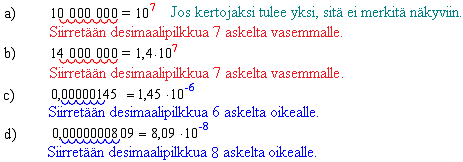 a) 10 000 000 = 10⁷ Jos kertojaksi tulee yksi, sitä ei merkitä näkyviin.
Siirretään desimaalipilkkua 7 askelta vasemmalle.
b) 14 000 000 = 1,4·10⁷
Siirretään desimaalipilkkua 7 askelta vasemmalle.
c) 0,00000145 = 1,45 ·10⁻⁶
Siirretään desimaalipilkkua 6 askelta oikealle.
d) 0,0000000809 = 8,09 ·10⁻⁸
Siirretään desimaalipilkkua 8 askelta oikealle.